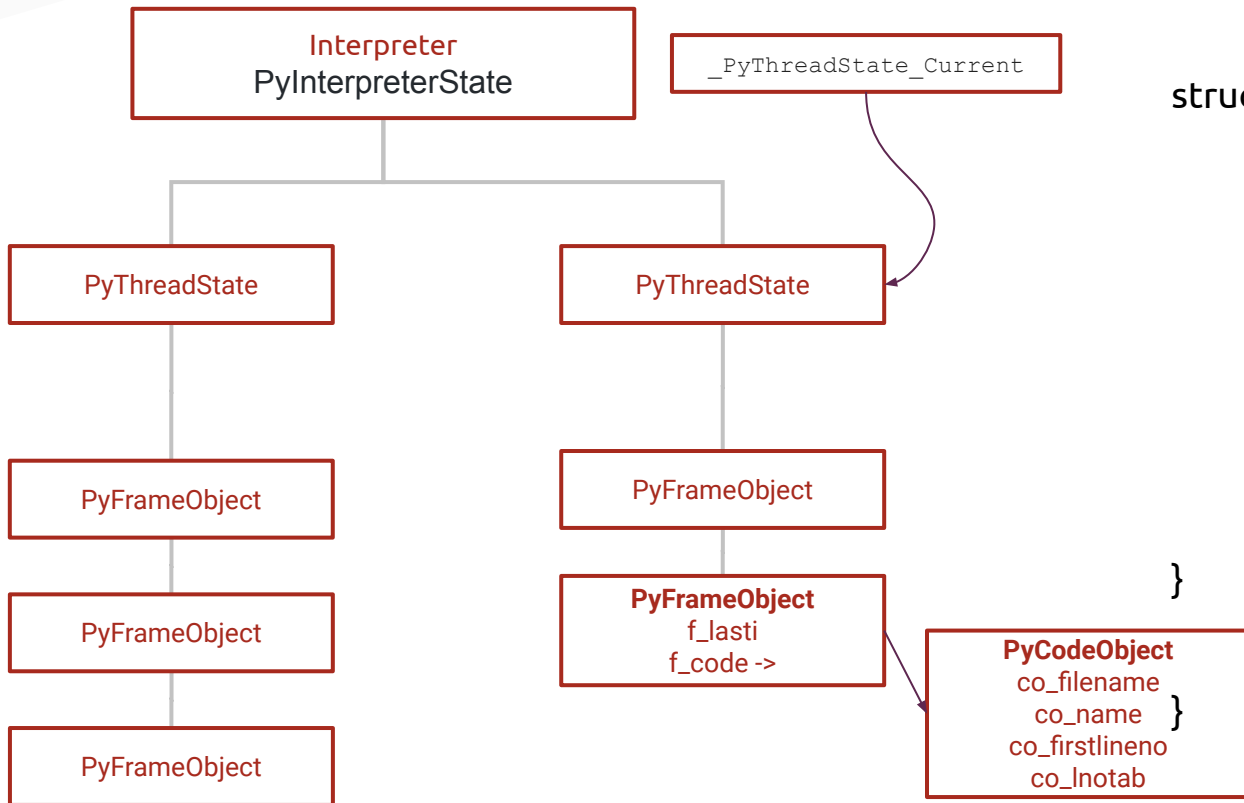 Interpreter
PyInterpreterState
_PyThreadState_Current
PyThreadState
PyThreadState
PyFrameObject
PyFrameObject
PyFrameObject
PyFrameObject
PyFrameObject
f_lasti
f_code ->
PyCodeObject
co_filename
co_name
co_firstlineno
co_lnotab
}
}